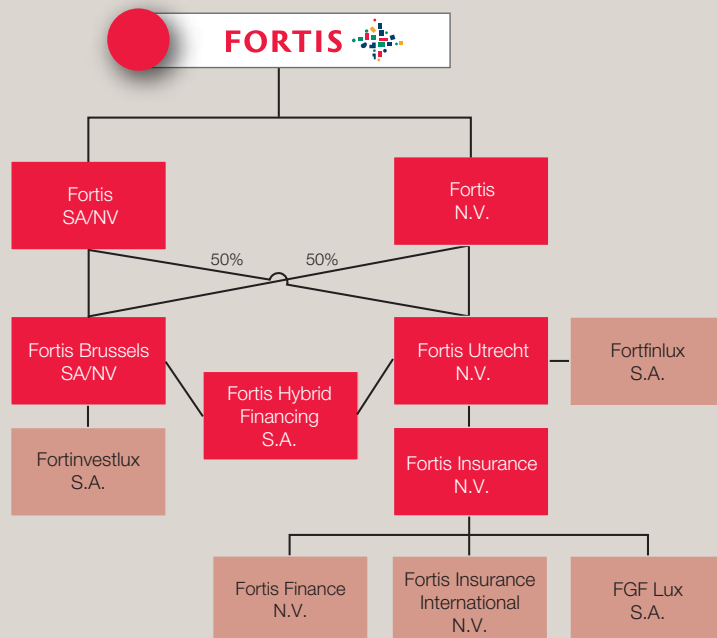 FORTIS
Fortis
SA/NV
Fortis
N.V.
50%
50%
Fortis Brussels
SA/NV
Fortis Utrecht
N.V.
Fortfinlux
S.A.
Fortis Hybrid
Financing
S.A.
Fortinvestlux
S.A.
Fortis Insurance
N.V.
Fortis Finance
N.V.
Fortis Insurance
International
N.V.
FGF Lux
S.A.